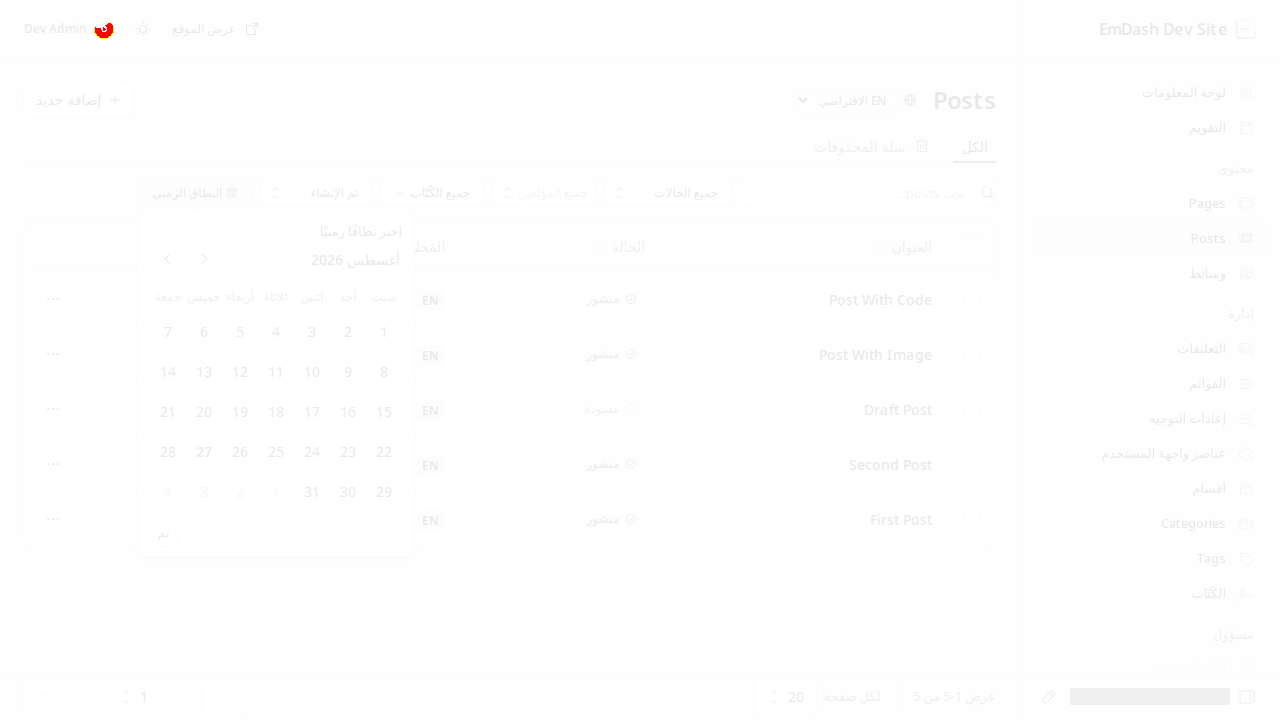 EmDash Dev Site
عرض الموقع
Dev Admin
لوحة المعلومات
التقويم
محتوى
Pages
Posts
وسائط
إدارة
التعليقات
القوائم
إعادات التوجيه
عناصر واجهة المستخدم
أقسام
Categories
Tags
الكُتّاب
مسؤول
Posts
EN الافتراضي
إضافة جديد
الكل
سلة المحذوفات
بحث posts...
جميع الحالات
جميع المؤلفين
جميع الكُتّاب
تم الإنشاء
النطاق الزمني
العنوان
الحالة
Post With Code
منشور
EN
Post With Image
منشور
EN
Draft Post
مسودة
EN
Second Post
منشور
EN
First Post
منشور
EN
اختر نطاقًا زمنيًا
أغسطس 2026
سبت أحد اثنين ثلاثاء أربعاء خميس جمعة
1 2 3 4 5 6 7
8 9 10 11 12 13 14
15 16 17 18 19 20 21
22 23 24 25 26 27 28
29 30 31 1 2 3 4
تم
عرض 1-5 من 5
لكل صفحة
20
1